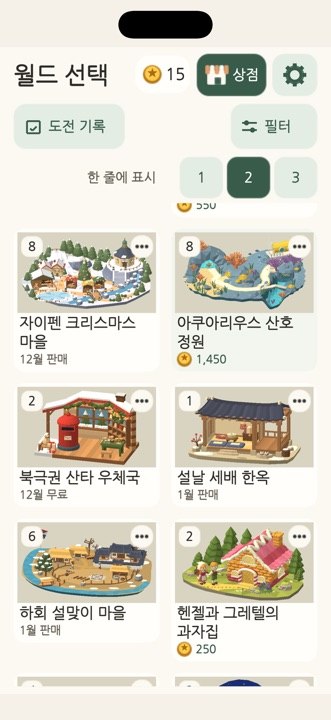 월드 선택
15
상점
도전 기록
필터
한 줄에 표시
1
2
3
550
8
자이펜 크리스마스
마을
12월 판매
8
아쿠아리우스 산호
정원
1,450
2
북극권 산타 우체국
12월 무료
1
설날 세배 한옥
1월 판매
6
하회 설맞이 마을
1월 판매
2
헨젤과 그레텔의
과자집
250